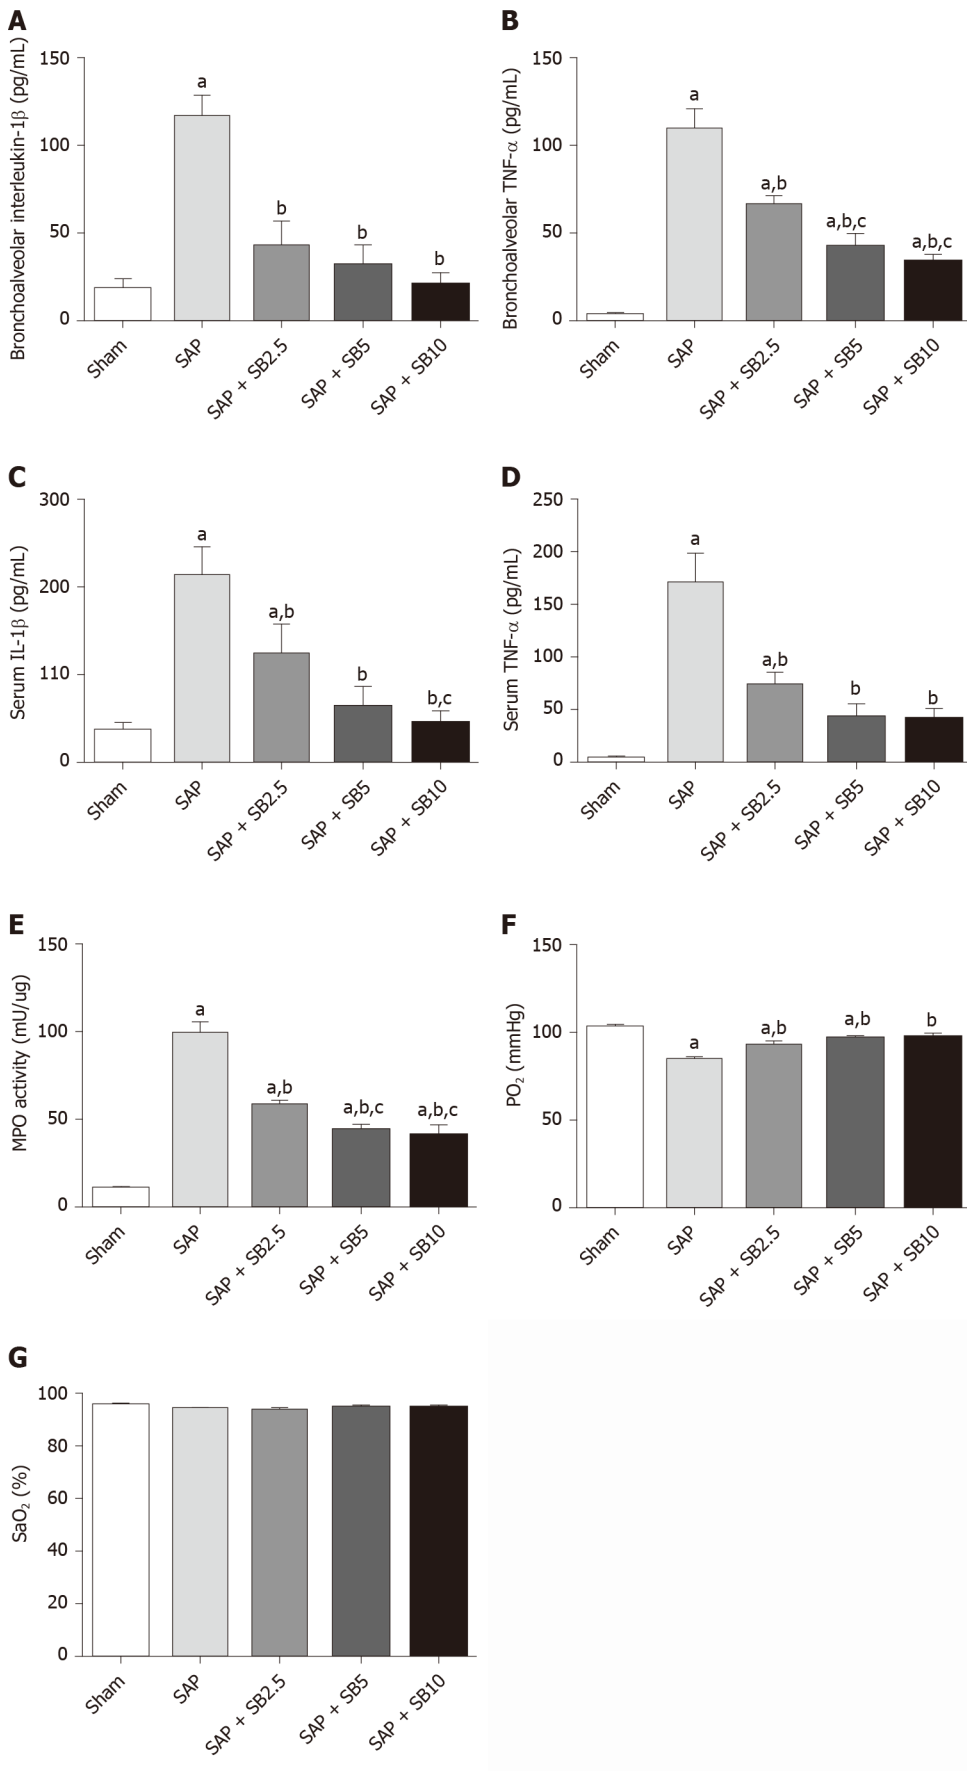 A
Bronchoalveolar interleukin-1β (pg/mL)
150
100
50
0
a
b
b
b
Sham
SAP
SAP + SB2.5
SAP + SB5
SAP + SB10
B
Bronchoalveolar TNF-α (pg/mL)
150
100
50
0
a
a,b
a,b,c
a,b,c
Sham
SAP
SAP + SB2.5
SAP + SB5
SAP + SB10
C
Serum IL-1β (pg/mL)
300
200
110
0
a
a,b
b
b,c
Sham
SAP
SAP + SB2.5
SAP + SB5
SAP + SB10
D
Serum TNF-α (pg/mL)
250
200
150
100
50
0
a
a,b
b
b
Sham
SAP
SAP + SB2.5
SAP + SB5
SAP + SB10
E
MPO activity (mU/ug)
150
100
50
0
a
a,b
a,b,c
a,b,c
Sham
SAP
SAP + SB2.5
SAP + SB5
SAP + SB10
F
PO₂ (mmHg)
150
100
50
0
a
a,b
a,b
b
Sham
SAP
SAP + SB2.5
SAP + SB5
SAP + SB10
G
SaO₂ (%)
100
80
60
40
20
0
Sham
SAP
SAP + SB2.5
SAP + SB5
SAP + SB10